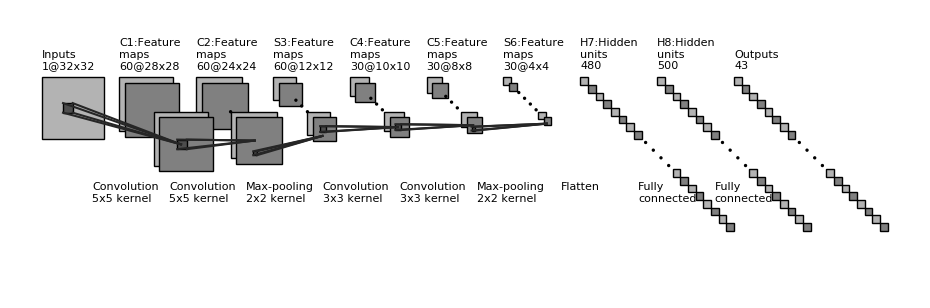 Inputs
1@32x32
C1:Feature
maps
60@28x28
C2:Feature
maps
60@24x24
S3:Feature
maps
60@12x12
C4:Feature
maps
30@10x10
C5:Feature
maps
30@8x8
S6:Feature
maps
30@4x4
H7:Hidden
units
480
H8:Hidden
units
500
Outputs
43
Convolution
5x5 kernel
Convolution
5x5 kernel
Max-pooling
2x2 kernel
Convolution
3x3 kernel
Convolution
3x3 kernel
Max-pooling
2x2 kernel
Flatten
Fully
connected
Fully
connected